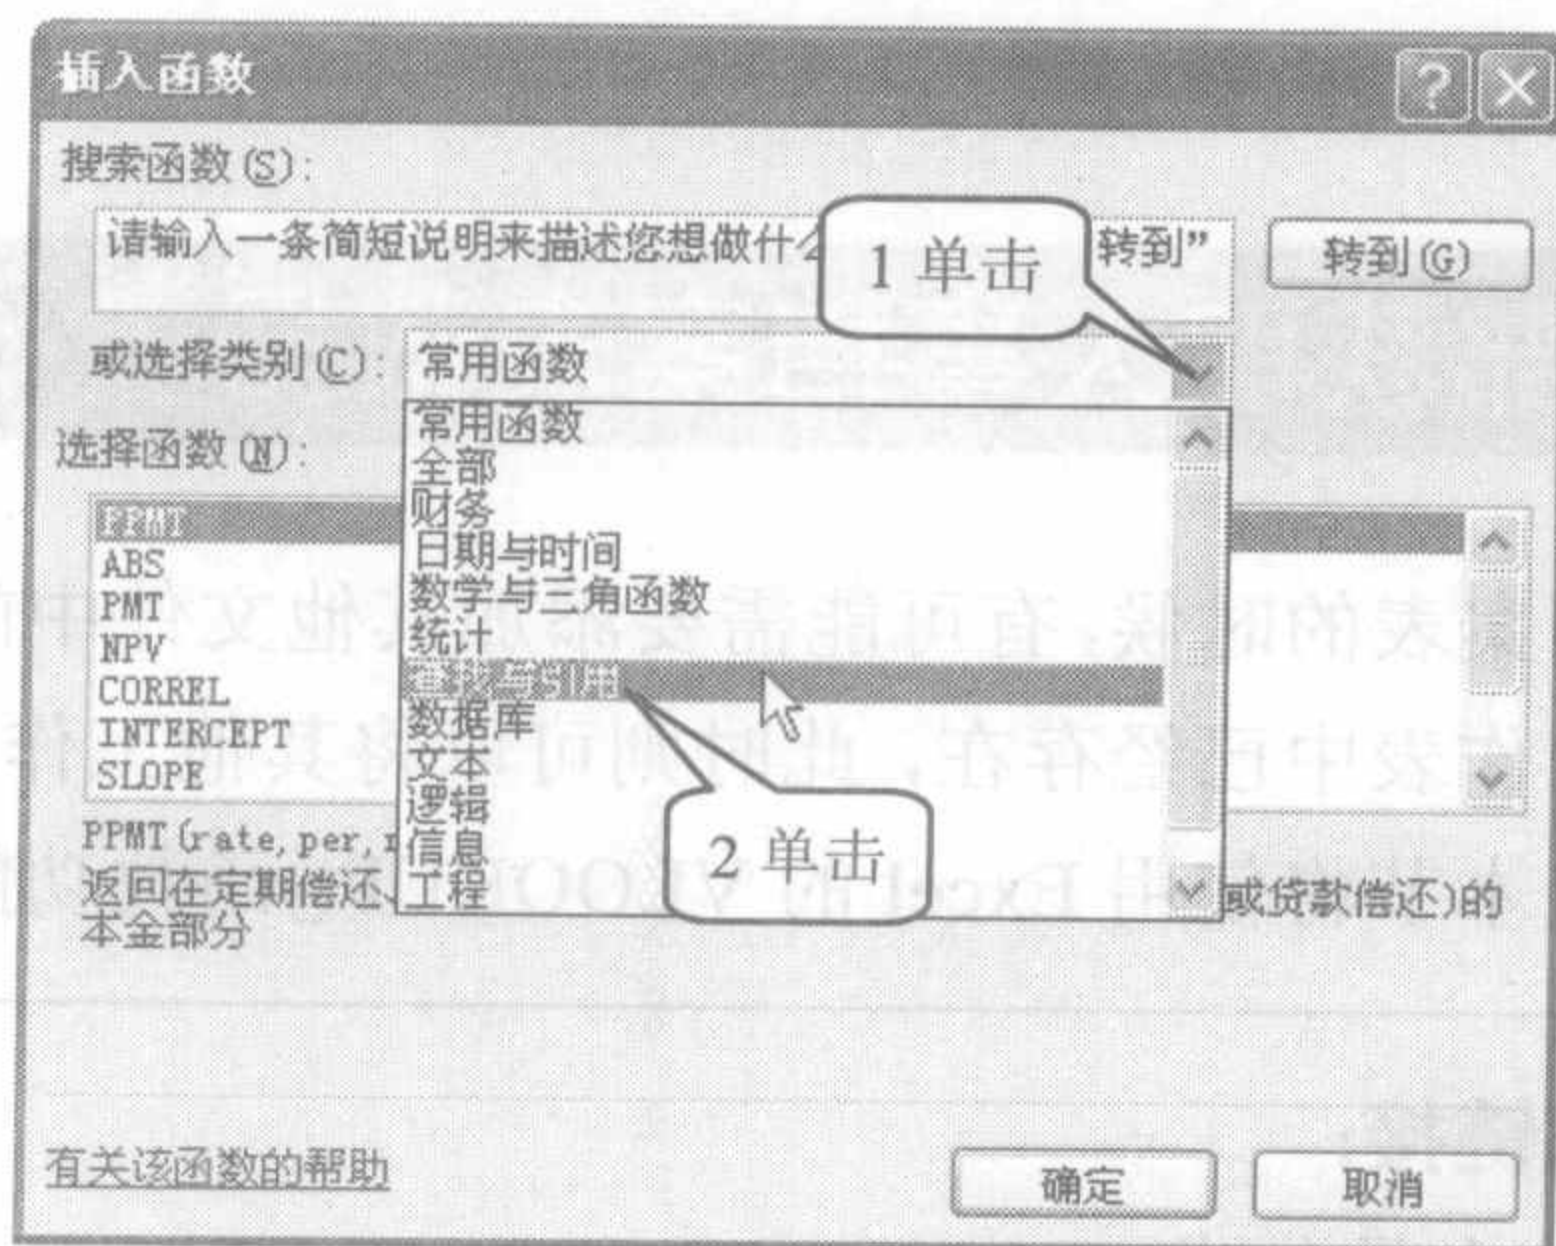 插入函数
搜索函数(S):
请输入一条简短说明来描述您想做什么
转到”
转到(G)
1 单击
或选择类别(C):
常用函数
常用函数
全部
财务
日期与时间
数学与三角函数
统计
查找与引用
数据库
文本
逻辑
信息
工程
2 单击
选择函数(N):
PPMT
ABS
PMT
NPV
CORREL
INTERCEPT
SLOPE
PPMT(rate,per,
返回在定期偿还、
或贷款偿还)的
本金部分
有关该函数的帮助
确定
取消